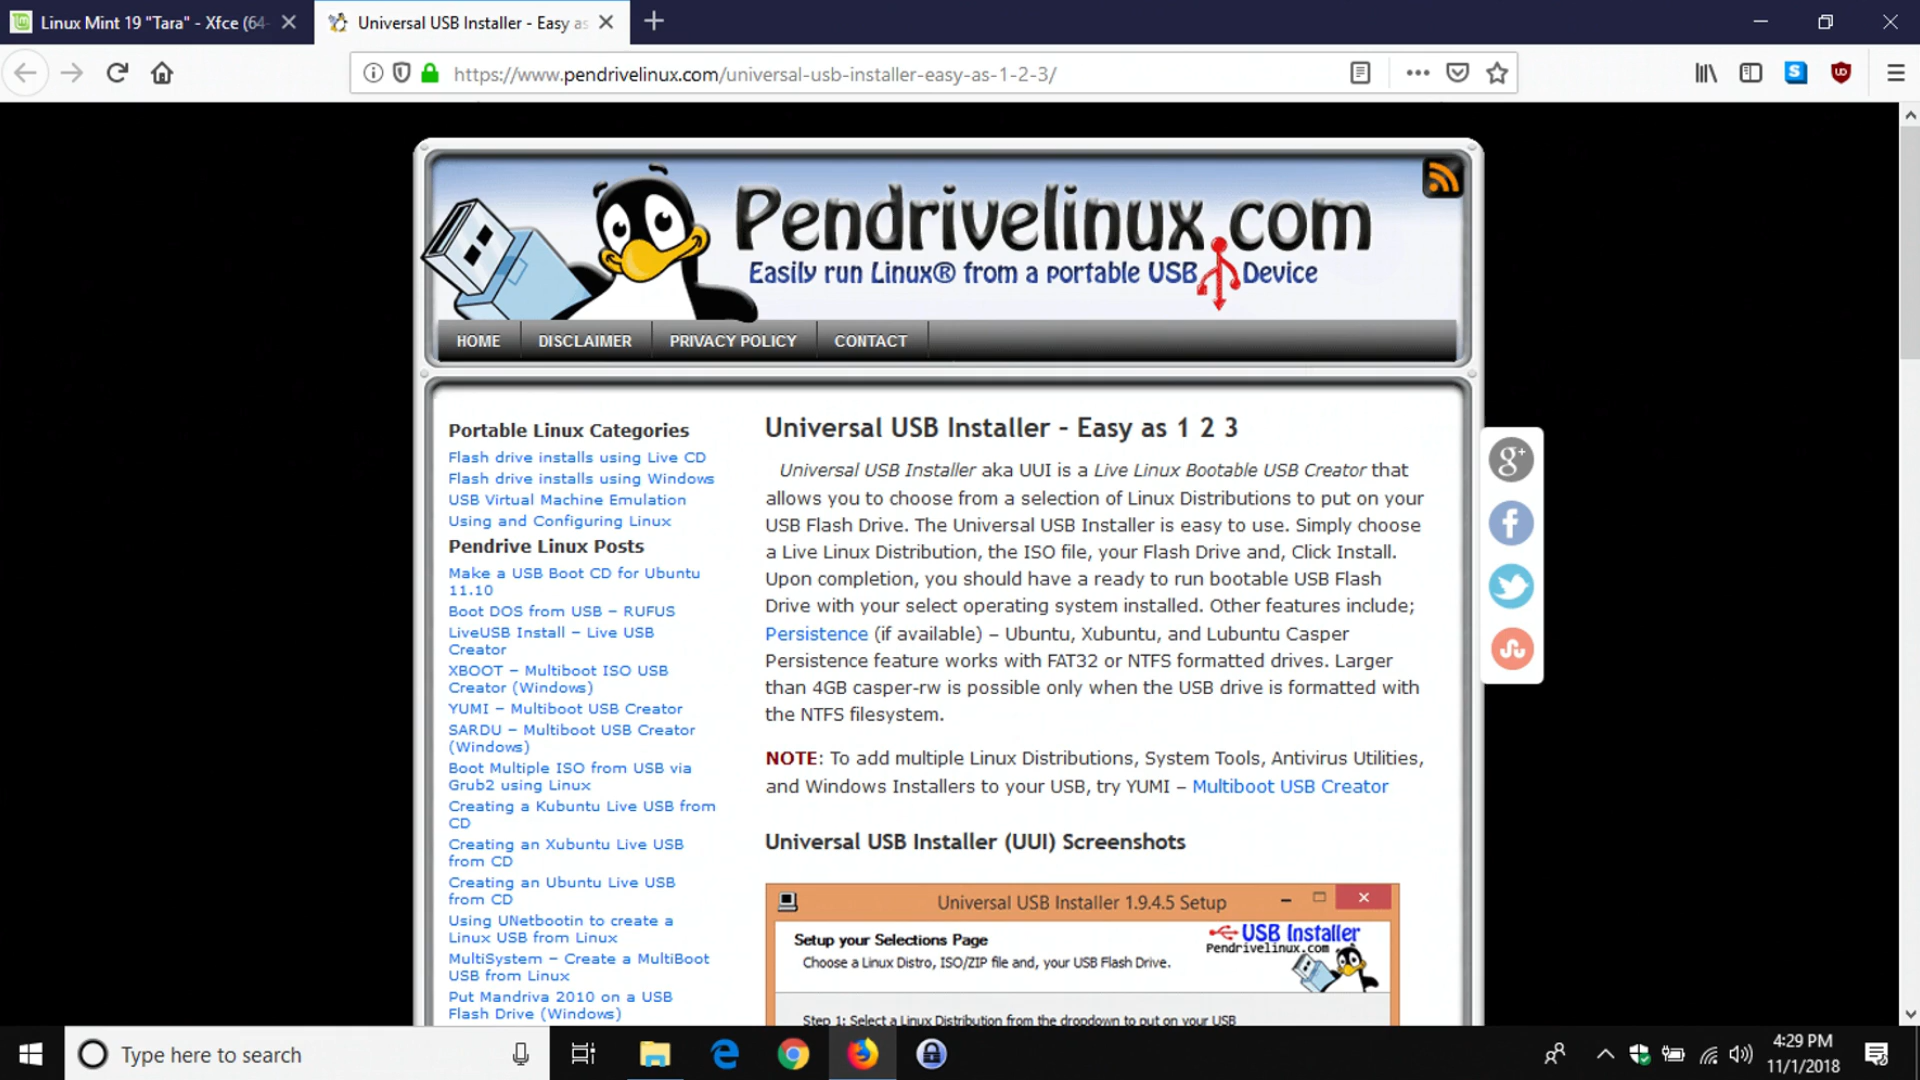 Linux Mint 19 "Tara" - Xfce (64-
Universal USB Installer - Easy as
https://www.pendrivelinux.com/universal-usb-installer-easy-as-1-2-3/
Pendrivelinux.com
Easily run Linux® from a portable USB Device
HOME
DISCLAIMER
PRIVACY POLICY
CONTACT
Portable Linux Categories
Flash drive installs using Live CD
Flash drive installs using Windows
USB Virtual Machine Emulation
Using and Configuring Linux
Pendrive Linux Posts
Make a USB Boot CD for Ubuntu
11.10
Boot DOS from USB – RUFUS
LiveUSB Install – Live USB
Creator
XBOOT – Multiboot ISO USB
Creator (Windows)
YUMI – Multiboot USB Creator
SARDU – Multiboot USB Creator
(Windows)
Boot Multiple ISO from USB via
Grub2 using Linux
Creating a Kubuntu Live USB from
CD
Creating an Xubuntu Live USB
from CD
Creating an Ubuntu Live USB
from CD
Using UNetbootin to create a
Linux USB from Linux
MultiSystem – Create a MultiBoot
USB from Linux
Put Mandriva 2010 on a USB
Flash Drive (Windows)
Universal USB Installer – Easy as 1 2 3
Universal USB Installer aka UUI is a Live Linux Bootable USB Creator that
allows you to choose from a selection of Linux Distributions to put on your
USB Flash Drive. The Universal USB Installer is easy to use. Simply choose
a Live Linux Distribution, the ISO file, your Flash Drive and, Click Install.
Upon completion, you should have a ready to run bootable USB Flash
Drive with your select operating system installed. Other features include;
Persistence (if available) – Ubuntu, Xubuntu, and Lubuntu Casper
Persistence feature works with FAT32 or NTFS formatted drives. Larger
than 4GB casper-rw is possible only when the USB drive is formatted with
the NTFS filesystem.
NOTE: To add multiple Linux Distributions, System Tools, Antivirus Utilities,
and Windows Installers to your USB, try YUMI – Multiboot USB Creator
Universal USB Installer (UUI) Screenshots
Universal USB Installer 1.9.4.5 Setup
Setup your Selections Page
Choose a Linux Distro, ISO/ZIP file and, your USB Flash Drive.
USB Installer
Pendrivelinux.com
Step 1: Select a Linux Distribution from the dropdown to put on your USB
g+
f
S
UD
Type here to search
4:29 PM
11/1/2018